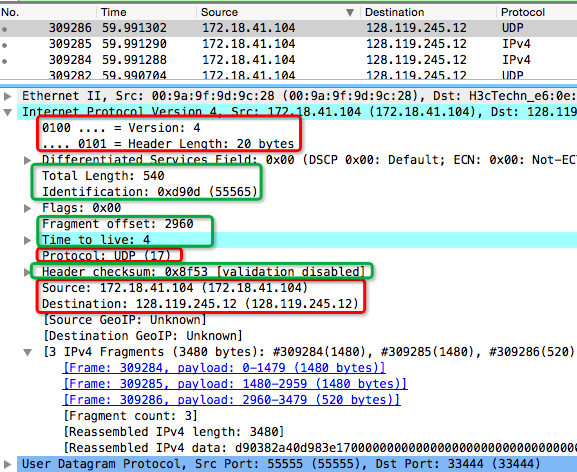 No. Time Source Destination Protocol
309286 59.991302 172.18.41.104 128.119.245.12 UDP
309285 59.991290 172.18.41.104 128.119.245.12 IPv4
309284 59.991288 172.18.41.104 128.119.245.12 IPv4
309282 59.990704 172.18.41.104 128.119.245.12 UDP
Ethernet II, Src: 00:9a:9f:9d:9c:28 (00:9a:9f:9d:9c:28), Dst: H3cTechn_e6:0e:
Internet Protocol Version 4, Src: 172.18.41.104 (172.18.41.104), Dst: 128.119
0100 .... = Version: 4
.... 0101 = Header Length: 20 bytes
Differentiated Services Field: 0x00 (DSCP 0x00: Default; ECN: 0x00: Not-ECT
Total Length: 540
Identification: 0xd90d (55565)
Flags: 0x00
Fragment offset: 2960
Time to live: 4
Protocol: UDP (17)
Header checksum: 0x8f53 [validation disabled]
Source: 172.18.41.104 (172.18.41.104)
Destination: 128.119.245.12 (128.119.245.12)
[Source GeoIP: Unknown]
[Destination GeoIP: Unknown]
[3 IPv4 Fragments (3480 bytes): #309284(1480), #309285(1480), #309286(520)
[Frame: 309284, payload: 0-1479 (1480 bytes)]
[Frame: 309285, payload: 1480-2959 (1480 bytes)]
[Frame: 309286, payload: 2960-3479 (520 bytes)]
[Fragment count: 3]
[Reassembled IPv4 length: 3480]
[Reassembled IPv4 data: d90382a40d983e1700000000000000000000000000000
User Datagram Protocol, Src Port: 55555 (55555), Dst Port: 33444 (33444)